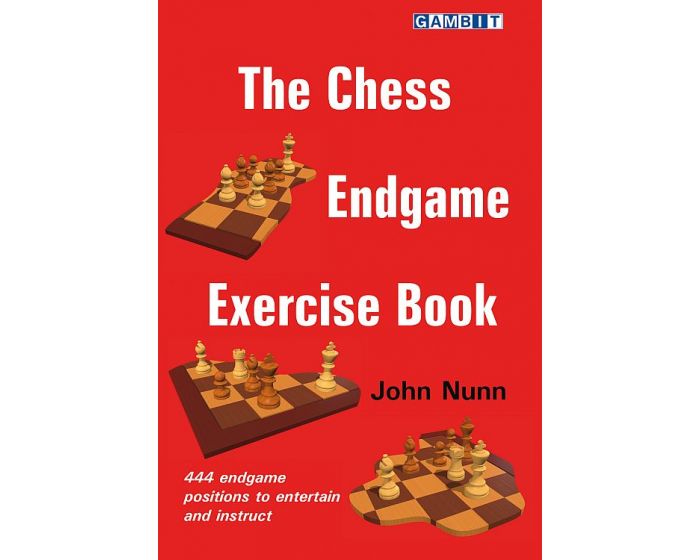 GAMBIT
The Chess
Endgame
Exercise Book
John Nunn
444 endgame
positions to entertain
and instruct